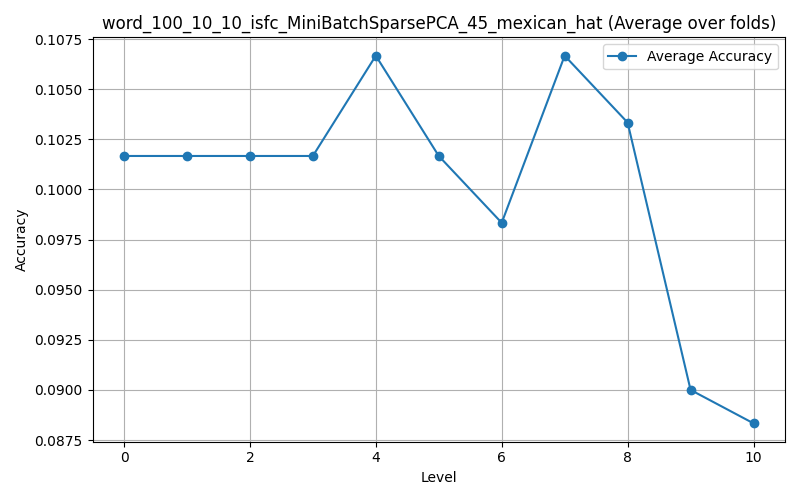 word_100_10_10_isfc_MiniBatchSparsePCA_45_mexican_hat (Average over folds)
Average Accuracy
0.1075
0.1050
0.1025
0.1000
0.0975
0.0950
0.0925
0.0900
0.0875
Accuracy
0 2 4 6 8 10
Level